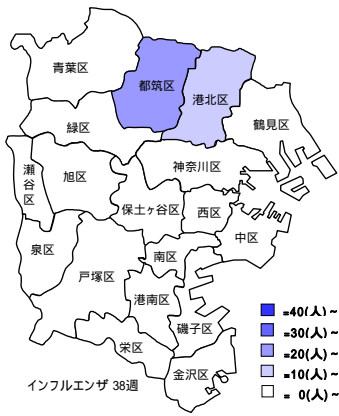 青葉区
都筑区
港北区
鶴見区
緑区
神奈川区
瀬谷区
旭区
保土ヶ谷区
西区
中区
泉区
戸塚区
南区
港南区
磯子区
栄区
金沢区
インフルエンザ 38週
=40(人)~
=30(人)~
=20(人)~
=10(人)~
= 0(人)~